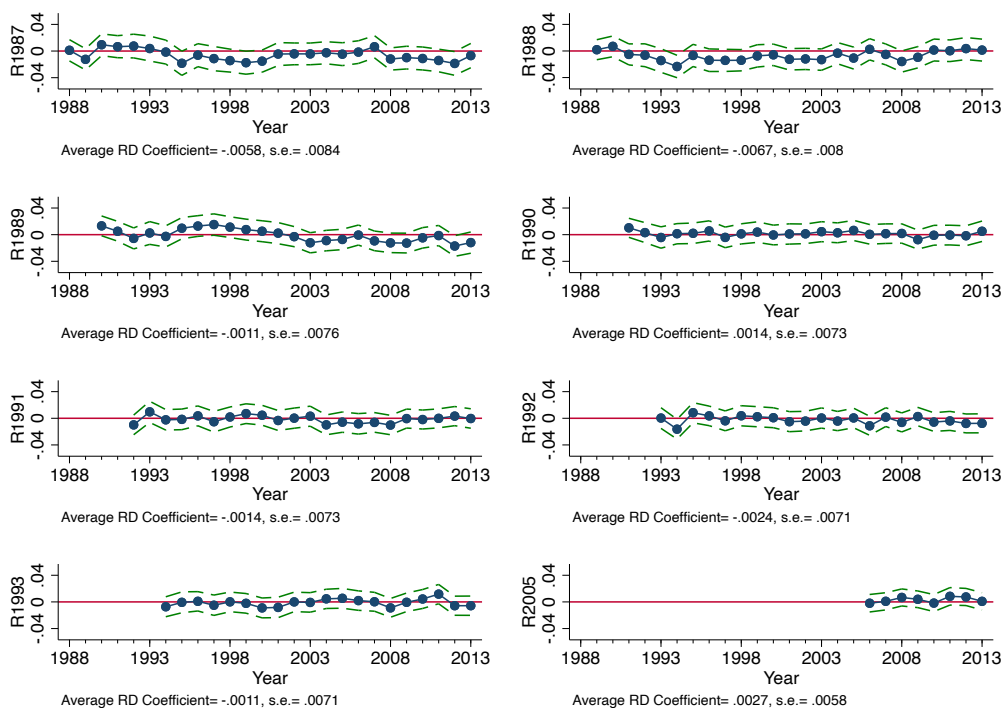 R1987
.04
0
-.04
1988 1993 1998 2003 2008 2013
Year
Average RD Coefficient= -.0058, s.e.= .0084
R1988
.04
0
-.04
1988 1993 1998 2003 2008 2013
Year
Average RD Coefficient= -.0067, s.e.= .008
R1989
.04
0
-.04
1988 1993 1998 2003 2008 2013
Year
Average RD Coefficient= -.0011, s.e.= .0076
R1990
.04
0
-.04
1988 1993 1998 2003 2008 2013
Year
Average RD Coefficient= .0014, s.e.= .0073
R1991
.04
0
-.04
1988 1993 1998 2003 2008 2013
Year
Average RD Coefficient= -.0014, s.e.= .0073
R1992
.04
0
-.04
1988 1993 1998 2003 2008 2013
Year
Average RD Coefficient= -.0024, s.e.= .0071
R1993
.04
0
-.04
1988 1993 1998 2003 2008 2013
Year
Average RD Coefficient= -.0011, s.e.= .0071
R2005
.04
0
-.04
1988 1993 1998 2003 2008 2013
Year
Average RD Coefficient= .0027, s.e.= .0058